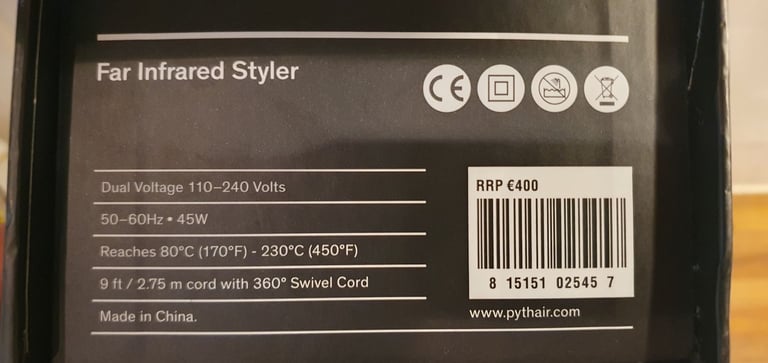 Far Infrared Styler
CE
Dual Voltage 110–240 Volts
50–60Hz • 45W
Reaches 80°C (170°F) - 230°C (450°F)
9 ft / 2.75 m cord with 360° Swivel Cord
Made in China.
RRP €400
8 15151 02545 7
www.pythair.com